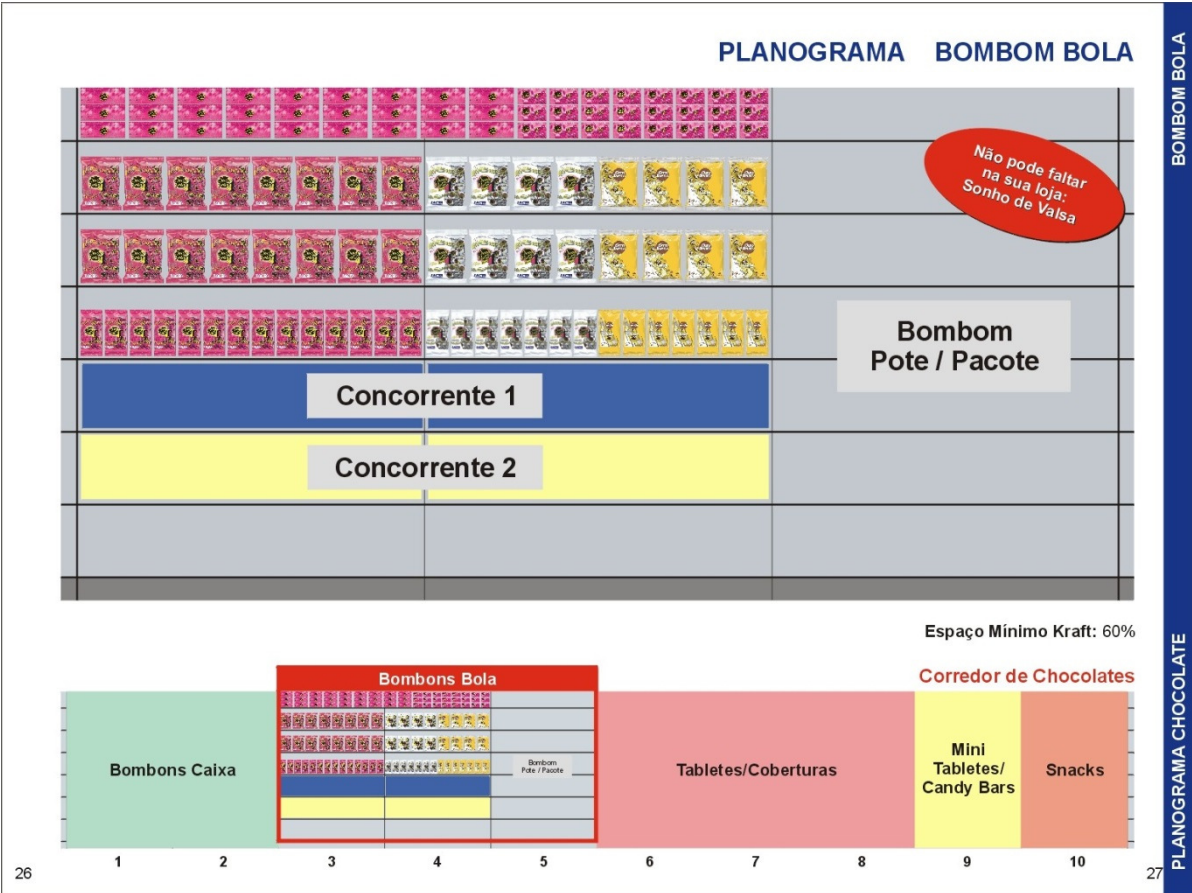 PLANOGRAMA BOMBOM BOLA
BOMBOM BOLA
Não pode faltar
na sua loja:
Sonho de Valsa
Bombom
Pote / Pacote
Concorrente 1
Concorrente 2
Espaço Mínimo Kraft: 60%
Corredor de Chocolates
Bombons Bola
Bombons Caixa
Bombom
Pote / Pacote
Tabletes/Coberturas
Mini
Tabletes/
Candy Bars
Snacks
1 2 3 4 5 6 7 8 9 10
26
27
PLANOGRAMA CHOCOLATE